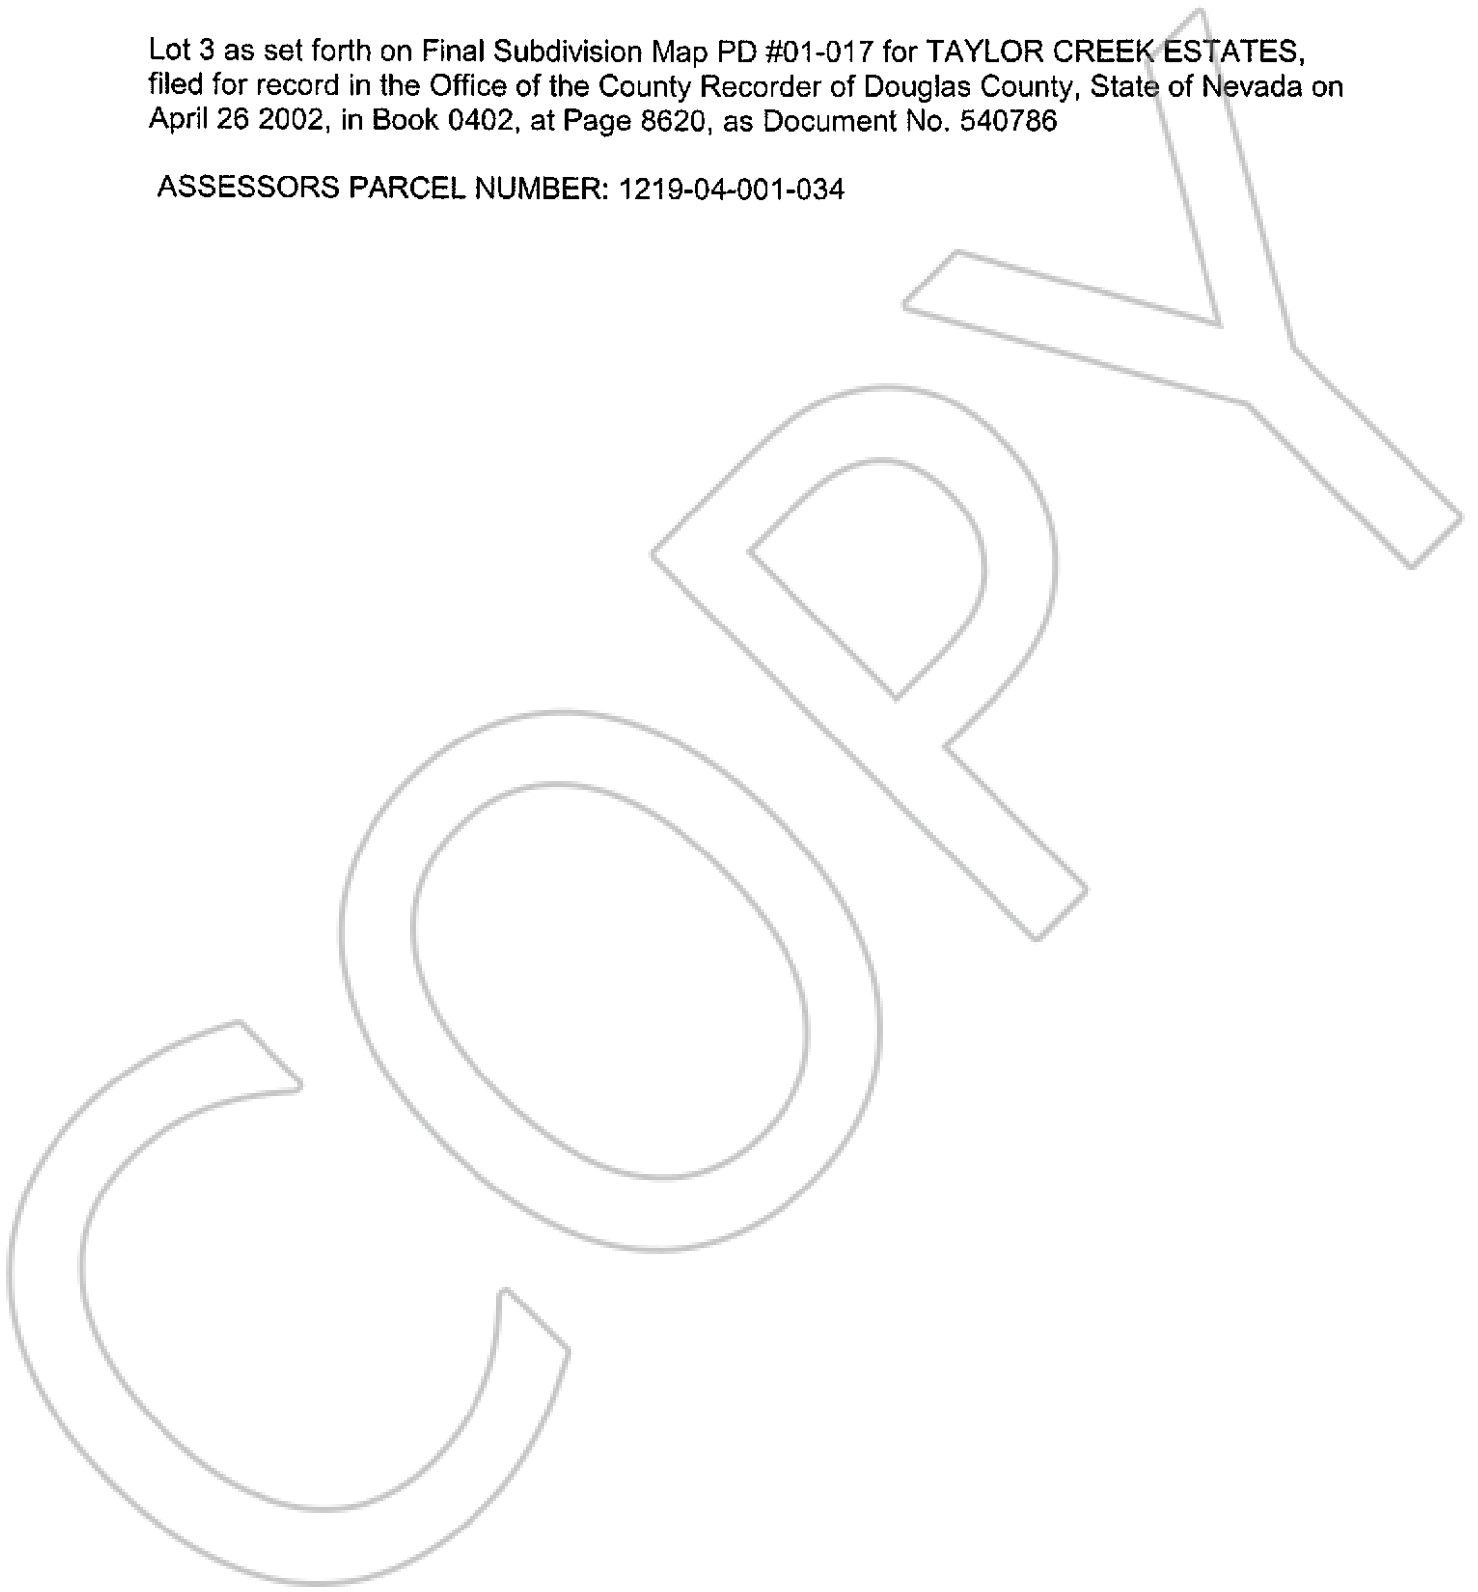 Lot 3 as set forth on Final Subdivision Map PD #01-017 for TAYLOR CREEK ESTATES,
filed for record in the Office of the County Recorder of Douglas County, State of Nevada on
April 26 2002, in Book 0402, at Page 8620, as Document No. 540786
ASSESSORS PARCEL NUMBER: 1219-04-001-034
COPY